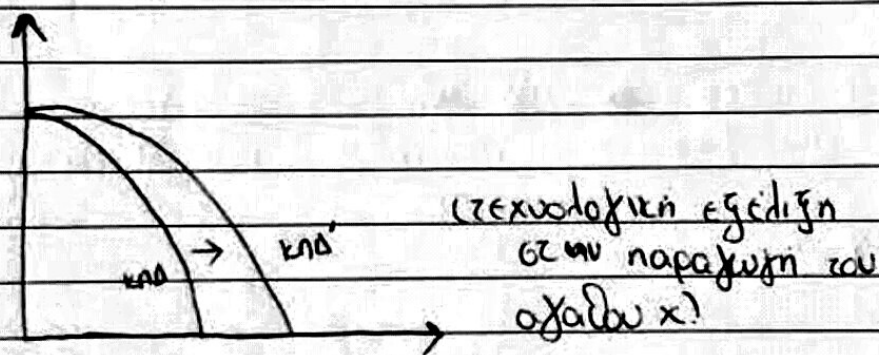 κπΔ → κπΔ'
(τεχνολογική εξέλιξη
στην παραγωγή του
αγαθού x)